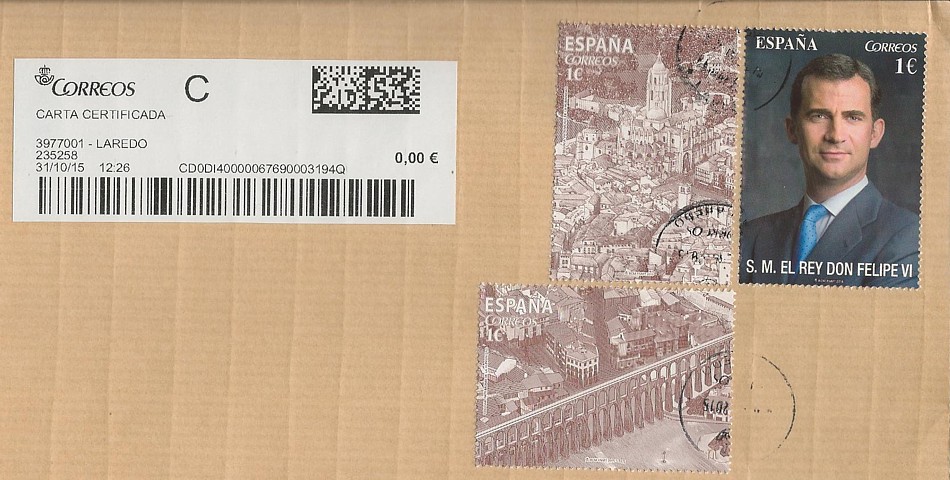 CORREOS
C
CARTA CERTIFICADA
3977001 - LAREDO
235258
31/10/15 12:26 CD0DI40000067690003194Q
0,00 €
ESPAÑA
CORREOS
1€
ESPAÑA CORREOS
1€
S. M. EL REY DON FELIPE VI
ESPAÑA
CORREOS
1€
2015